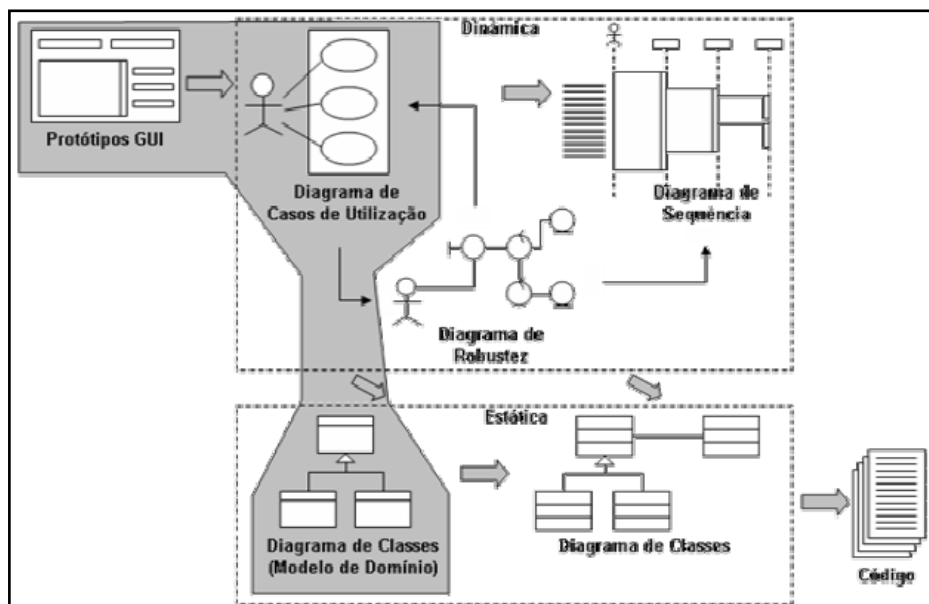 Dinâmica
Protótipos GUI
Diagrama de
Casos de Utilização
Diagrama de
Sequência
Diagrama de
Robustez
Estática
Diagrama de Classes
(Modelo de Domínio)
Diagrama de Classes
Código